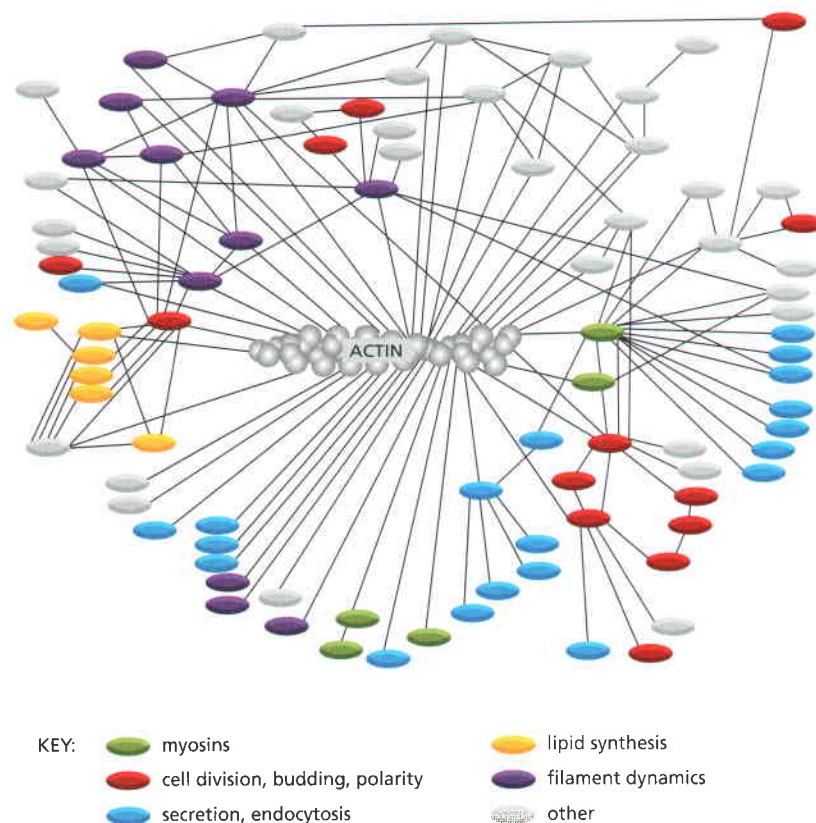 ACTIN
KEY:
myosins
lipid synthesis
cell division, budding, polarity
filament dynamics
secretion, endocytosis
other